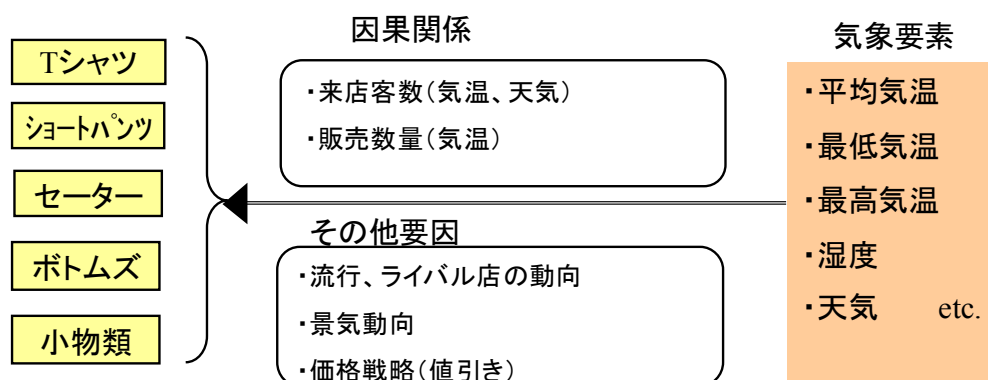 Tシャツ
ショートパンツ
セーター
ボトムズ
小物類
因果関係
・来店客数(気温、天気)
・販売数量(気温)
その他要因
・流行、ライバル店の動向
・景気動向
・価格戦略(値引き)
気象要素
・平均気温
・最低気温
・最高気温
・湿度
・天気 etc.